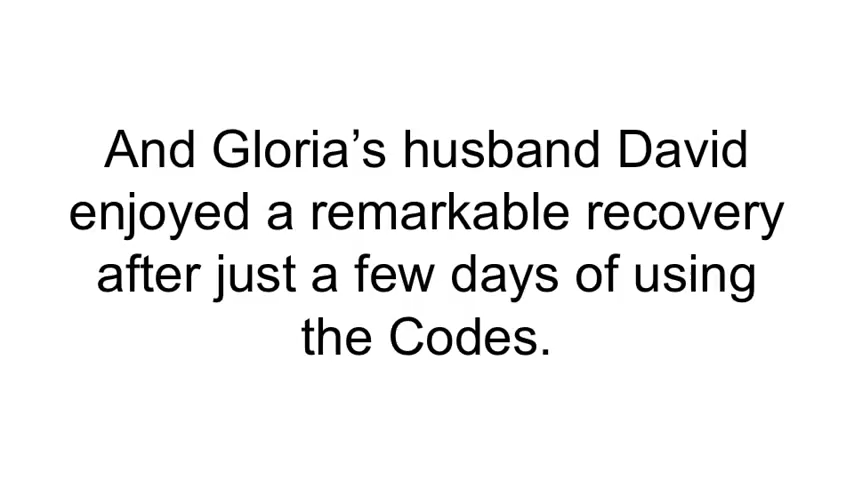 And Gloria’s husband David
enjoyed a remarkable recovery
after just a few days of using
the Codes.